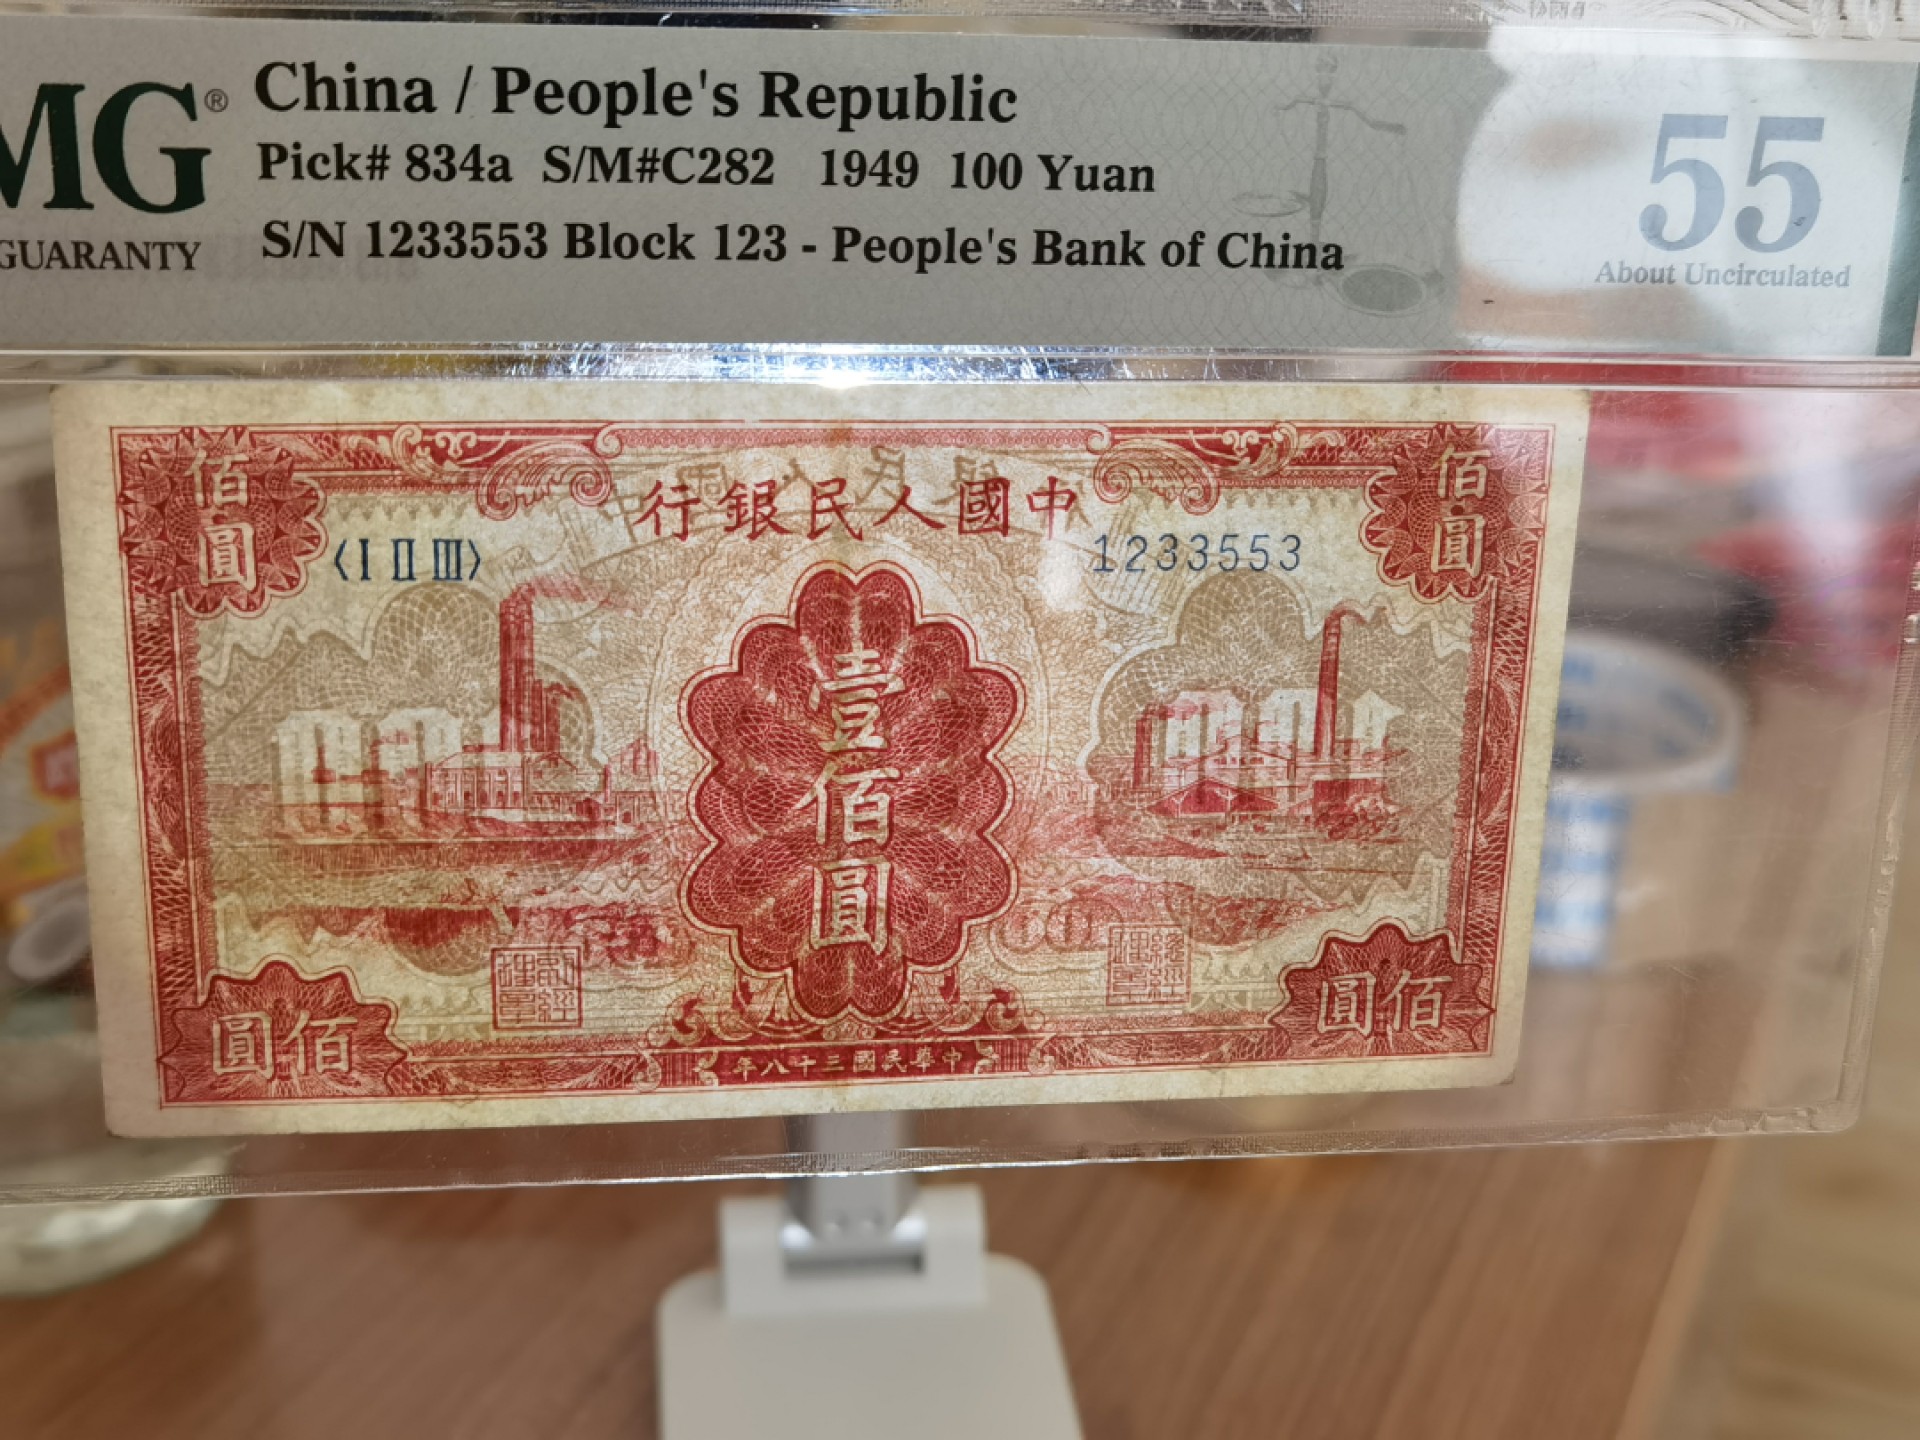 MG®
GUARANTY
China / People's Republic
Pick# 834a S/M#C282 1949 100 Yuan
S/N 1233553 Block 123 - People's Bank of China
55
About Uncirculated
佰圓
行銀民人國中
佰圓
〈I II III〉
1233553
壹佰圓
圓佰
圓佰
年八十三國民華中